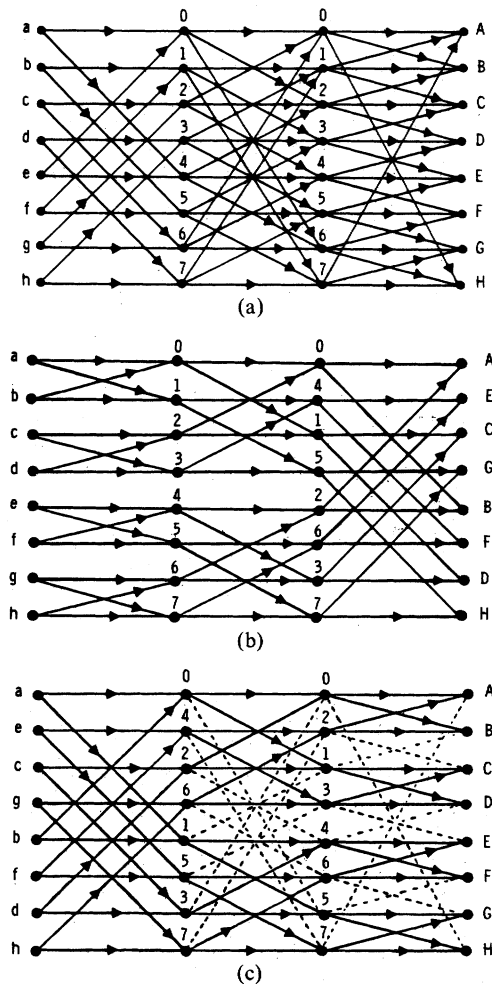 0 0
a A
1 1
b B
2 2
c C
3 3
d D
4 4
e E
5 5
f F
6 6
g G
7 7
h H
(a)
0 0
a A
1 4
b E
2 1
c C
3 5
d G
4 2
e B
5 6
f F
6 3
g D
7 7
h H
(b)
0 0
a A
4 2
e B
2 1
c C
6 3
g D
1 4
b E
5 6
f F
3 5
d G
7 7
h H
(c)